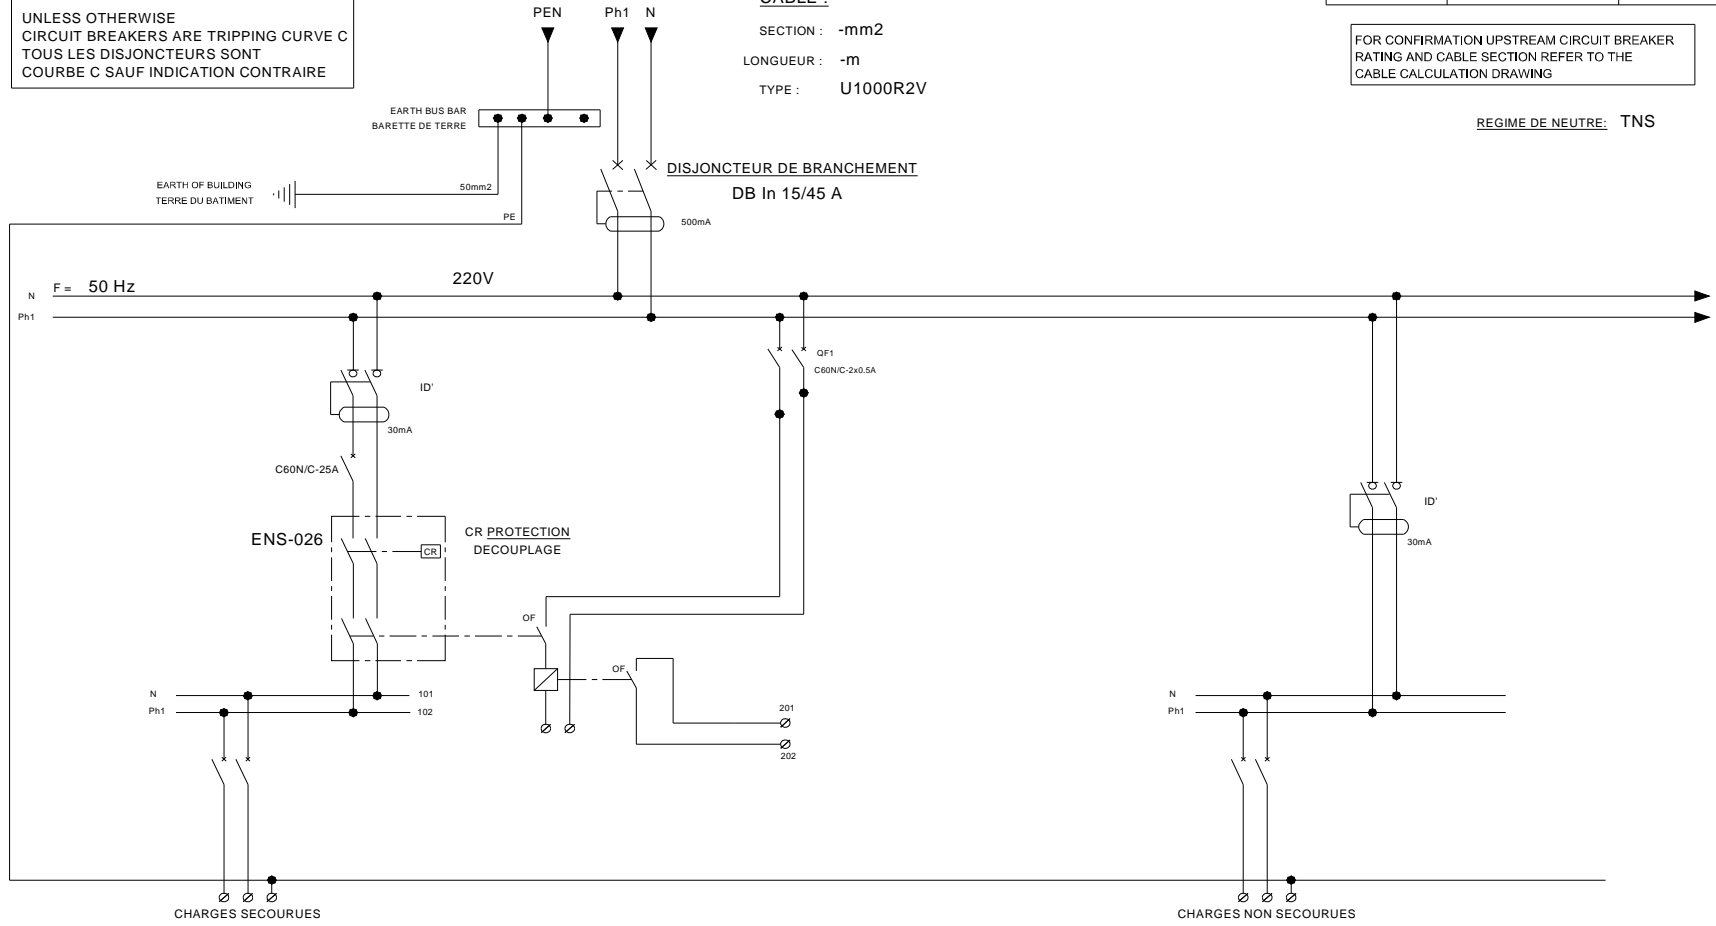 UNLESS OTHERWISE
CIRCUIT BREAKERS ARE TRIPPING CURVE C
TOUS LES DISJONCTEURS SONT
COURBE C SAUF INDICATION CONTRAIRE
PEN
Ph1
N
CABLE :
SECTION : -mm2
LONGUEUR : -m
TYPE : U1000R2V
FOR CONFIRMATION UPSTREAM CIRCUIT BREAKER
RATING AND CABLE SECTION REFER TO THE
CABLE CALCULATION DRAWING
REGIME DE NEUTRE: TNS
EARTH BUS BAR
BARETTE DE TERRE
DISJONCTEUR DE BRANCHEMENT
DB In 15/45 A
EARTH OF BUILDING
TERRE DU BATIMENT
50mm2
PE
500mA
N
F = 50 Hz
220V
Ph1
QF1
C60N/C-2x0.5A
ID'
30mA
C60N/C-25A
ID'
30mA
ENS-026
CR PROTECTION
DECOUPLAGE
CR
OF
OF
N
101
Ph1
102
201
202
N
Ph1
CHARGES SECOURUES
CHARGES NON SECOURUES